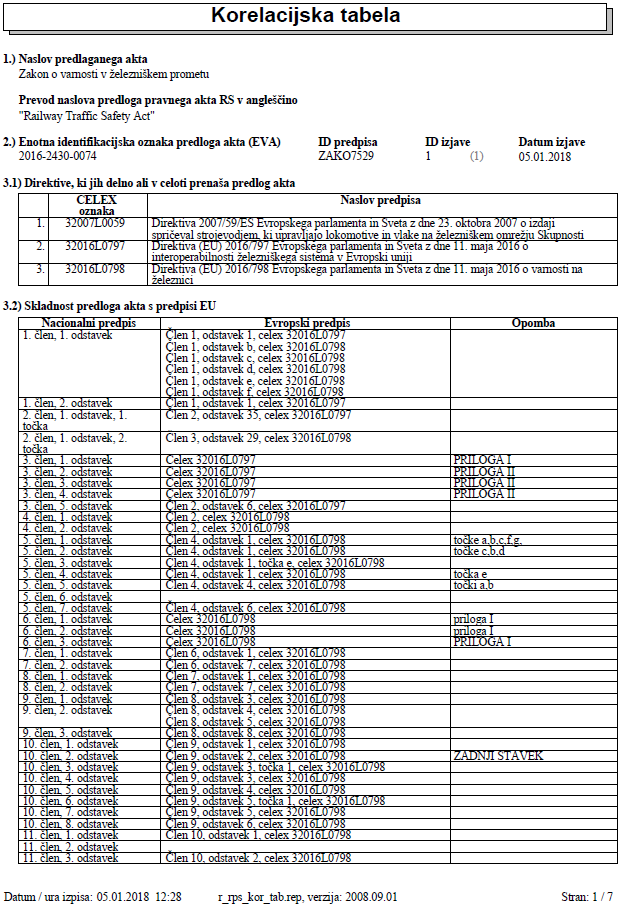 Korelacijska tabela
1.) Naslov predlaganega akta
Zakon o varnosti v železniškem prometu
Prevod naslova predloga pravnega akta RS v angleščino
"Railway Traffic Safety Act"
2.) Enotna identifikacijska oznaka predloga akta (EVA) ID predpisa ID izjave Datum izjave
2016-2430-0074 ZAKO7529 1 (1) 05.01.2018
3.1) Direktive, ki jih delno ali v celoti prenaša predlog akta
CELEX oznaka Naslov predpisa
1. 32007L0059 Direktiva 2007/59/ES Evropskega parlamenta in Sveta z dne 23. oktobra 2007 o izdaji
spričeval strojevodjem, ki upravljajo lokomotive in vlake na železniškem omrežju Skupnosti
2. 32016L0797 Direktiva (EU) 2016/797 Evropskega parlamenta in Sveta z dne 11. maja 2016 o
interoperabilnosti železniškega sistema v Evropski uniji
3. 32016L0798 Direktiva (EU) 2016/798 Evropskega parlamenta in Sveta z dne 11. maja 2016 o varnosti na
železnici
3.2) Skladnost predloga akta s predpisi EU
Nacionalni predpis Evropski predpis Opomba
1. člen, 1. odstavek Člen 1, odstavek 1, celex 32016L0797
Člen 1, odstavek b, celex 32016L0798
Člen 1, odstavek c, celex 32016L0798
Člen 1, odstavek d, celex 32016L0798
Člen 1, odstavek e, celex 32016L0798
Člen 1, odstavek f, celex 32016L0798
1. člen, 2. odstavek Člen 1, odstavek 1, celex 32016L0797
2. člen, 1. odstavek, 1. Člen 2, odstavek 35, celex 32016L0797
točka
2. člen, 1. odstavek, 2. Člen 3, odstavek 29, celex 32016L0798
točka
3. člen, 1. odstavek Celex 32016L0797 PRILOGA I
3. člen, 2. odstavek Celex 32016L0797 PRILOGA II
3. člen, 3. odstavek Celex 32016L0797 PRILOGA II
3. člen, 4. odstavek Celex 32016L0797 PRILOGA II
3. člen, 5. odstavek Člen 2, odstavek 6, celex 32016L0797
4. člen, 1. odstavek Člen 2, celex 32016L0798
4. člen, 2. odstavek Člen 2, celex 32016L0798
5. člen, 1. odstavek Člen 4, odstavek 1, celex 32016L0798 točke a,b,c,f,g,
5. člen, 2. odstavek Člen 4, odstavek 1, celex 32016L0798 točke c,b,d
5. člen, 3. odstavek Člen 4, odstavek 1, točka e, celex 32016L0798
5. člen, 4. odstavek Člen 4, odstavek 1, celex 32016L0798 točka e
5. člen, 5. odstavek Člen 4, odstavek 4, celex 32016L0798 točki a,b
5. člen, 6. odstavek
5. člen, 7. odstavek Člen 4, odstavek 6, celex 32016L0798
6. člen, 1. odstavek Celex 32016L0798 priloga I
6. člen, 2. odstavek Celex 32016L0798 priloga I
6. člen, 3. odstavek Celex 32016L0798 PRILOGA I
7. člen, 1. odstavek Člen 6, odstavek 1, celex 32016L0798
7. člen, 2. odstavek Člen 6, odstavek 7, celex 32016L0798
8. člen, 1. odstavek Člen 7, odstavek 1, celex 32016L0798
8. člen, 2. odstavek Člen 7, odstavek 7, celex 32016L0798
9. člen, 1. odstavek Člen 8, odstavek 3, celex 32016L0798
9. člen, 2. odstavek Člen 8, odstavek 4, celex 32016L0798
Člen 8, odstavek 5, celex 32016L0798
9. člen, 3. odstavek Člen 8, odstavek 8, celex 32016L0798
10. člen, 1. odstavek Člen 9, odstavek 1, celex 32016L0798
10. člen, 2. odstavek Člen 9, odstavek 2, celex 32016L0798 ZADNJI STAVEK
10. člen, 3. odstavek Člen 9, odstavek 3, točka 1, celex 32016L0798
10. člen, 4. odstavek Člen 9, odstavek 3, celex 32016L0798
10. člen, 5. odstavek Člen 9, odstavek 4, celex 32016L0798
10. člen, 6. odstavek Člen 9, odstavek 5, točka 1, celex 32016L0798
10. člen, 7. odstavek Člen 9, odstavek 5, celex 32016L0798
10. člen, 8. odstavek Člen 9, odstavek 6, celex 32016L0798
11. člen, 1. odstavek Člen 10, odstavek 1, celex 32016L0798
11. člen, 2. odstavek
11. člen, 3. odstavek Člen 10, odstavek 2, celex 32016L0798
Datum / ura izpisa: 05.01.2018 12:28 r_rps_kor_tab.rep, verzija: 2008.09.01 Stran: 1 / 7